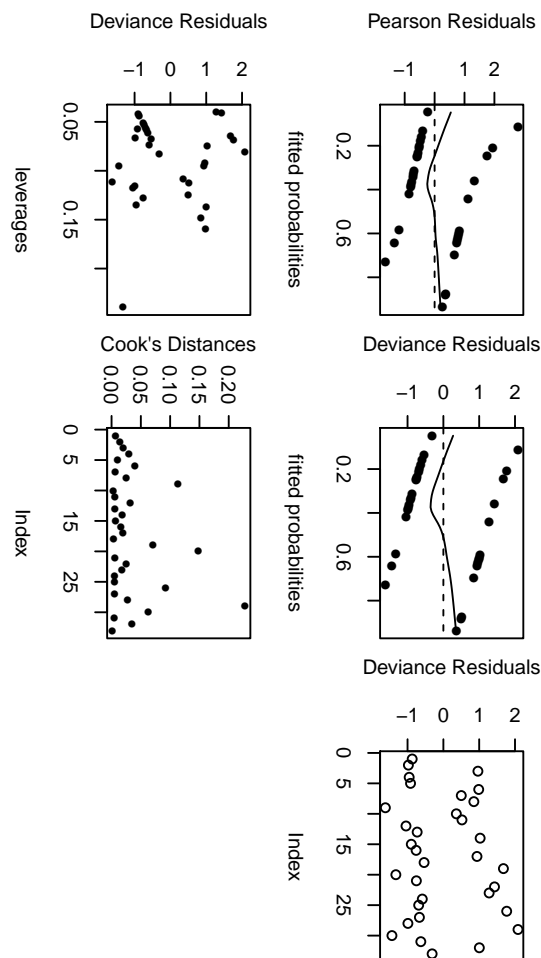 Pearson Residuals
−1 0 1 2
0.2 0.6
fitted probabilities
Deviance Residuals
−1 0 1 2
0.2 0.6
fitted probabilities
Deviance Residuals
−1 0 1 2
0 5 15 25
Index
Deviance Residuals
−1 0 1 2
0.05 0.15
leverages
Cook's Distances
0.00 0.05 0.10 0.15 0.20
0 5 15 25
Index